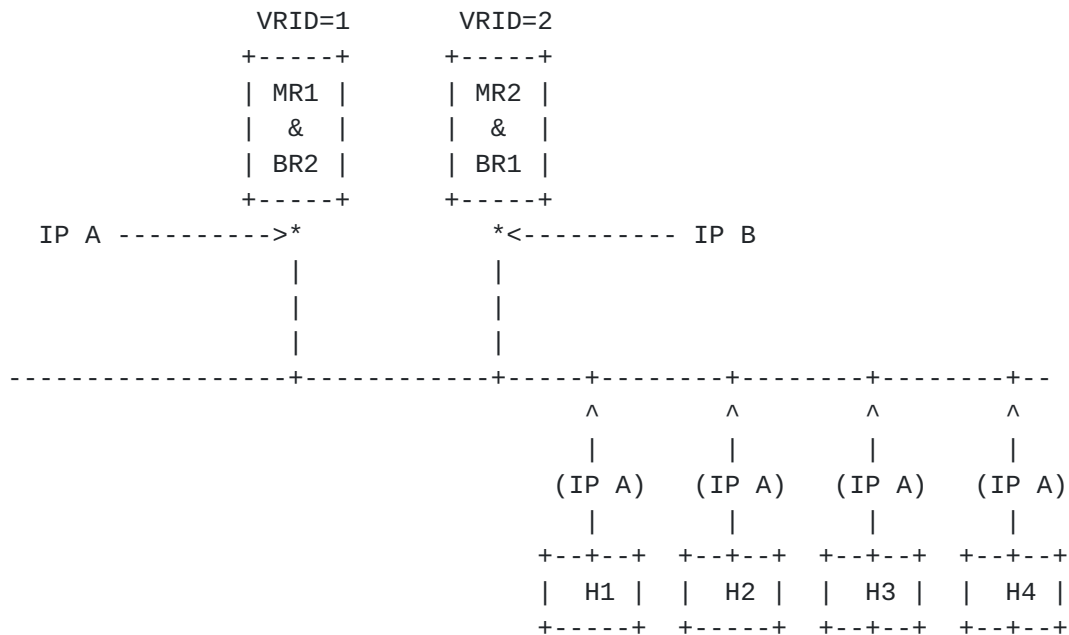 VRID=1 VRID=2
+-----+ +-----+
| MR1 | | MR2 |
| & | | & |
| BR2 | | BR1 |
+-----+ +-----+
IP A ---------->* *<---------- IP B
| |
| |
| |
------------------+------------+-----+--------+--------+--------+--
^ ^ ^ ^
| | | |
(IP A) (IP A) (IP A) (IP A)
| | | |
+--+--+ +--+--+ +--+--+ +--+--+
| H1 | | H2 | | H3 | | H4 |
+-----+ +-----+ +--+--+ +--+--+